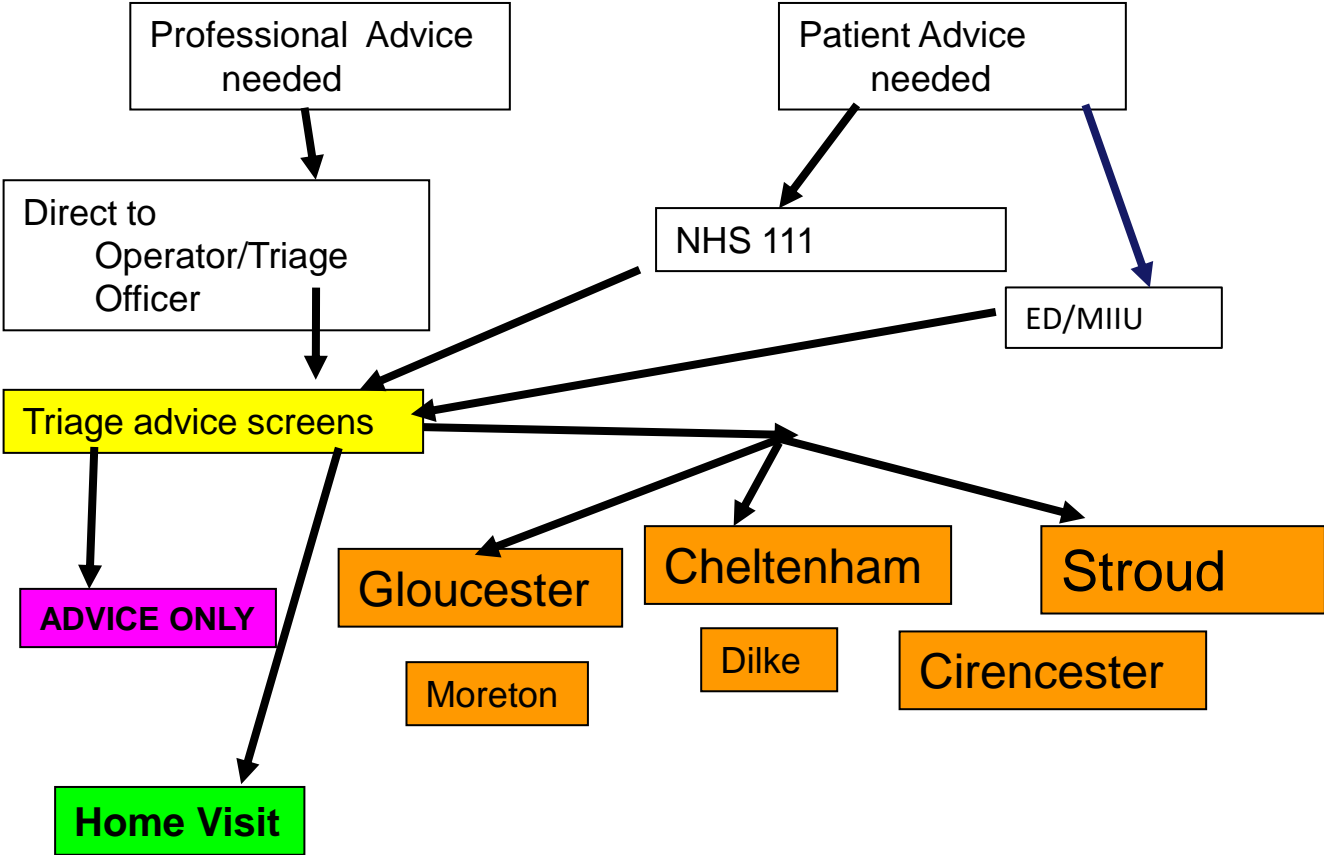 Professional Advice
needed
Patient Advice
needed
Direct to
Operator/Triage
Officer
NHS 111
ED/MIIU
Triage advice screens
ADVICE ONLY
Gloucester
Cheltenham
Stroud
Moreton
Dilke
Cirencester
Home Visit